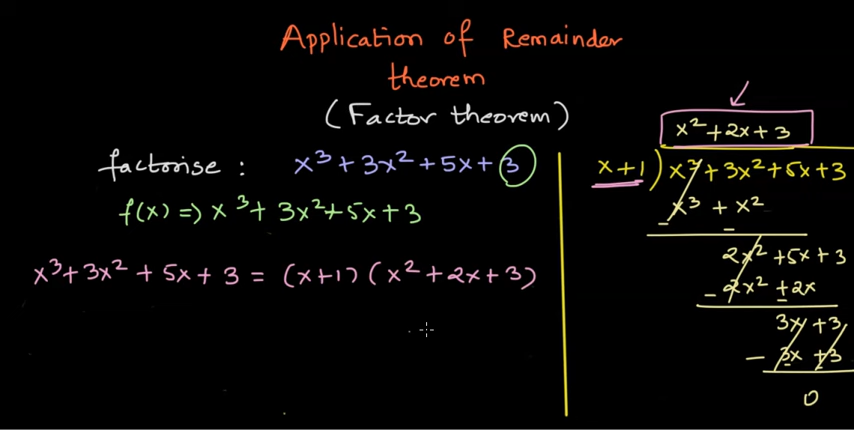 Application of Remainder
theorem
(Factor theorem)
factorise : x³ + 3x² + 5x + 3
f(x) => x³ + 3x² + 5x + 3
x³ + 3x² + 5x + 3 = (x+1) (x² + 2x + 3)
x² + 2x + 3
x + 1 ) x³ + 3x² + 5x + 3
- x³ + x²
-
2x² + 5x + 3
- 2x² + 2x
-
3x + 3
- 3x + 3
- -
0